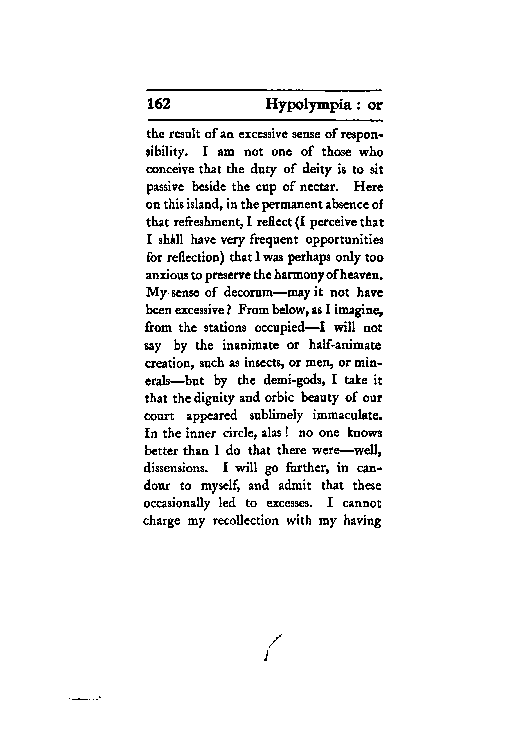 162 Hypolympia : or
the result of an excessive sense of respon-
sibility. I am not one of those who
conceive that the duty of deity is to sit
passive beside the cup of nectar. Here
on this island, in the permanent absence of
that refreshment, I reflect (I perceive that
I shall have very frequent opportunities
for reflection) that I was perhaps only too
anxious to preserve the harmony of heaven.
My sense of decorum—may it not have
been excessive? From below, as I imagine,
from the stations occupied—I will not
say by the inanimate or half-animate
creation, such as insects, or men, or min-
erals—but by the demi-gods, I take it
that the dignity and orbic beauty of our
court appeared sublimely immaculate.
In the inner circle, alas! no one knows
better than I do that there were—well,
dissensions. I will go further, in can-
dour to myself, and admit that these
occasionally led to excesses. I cannot
charge my recollection with my having